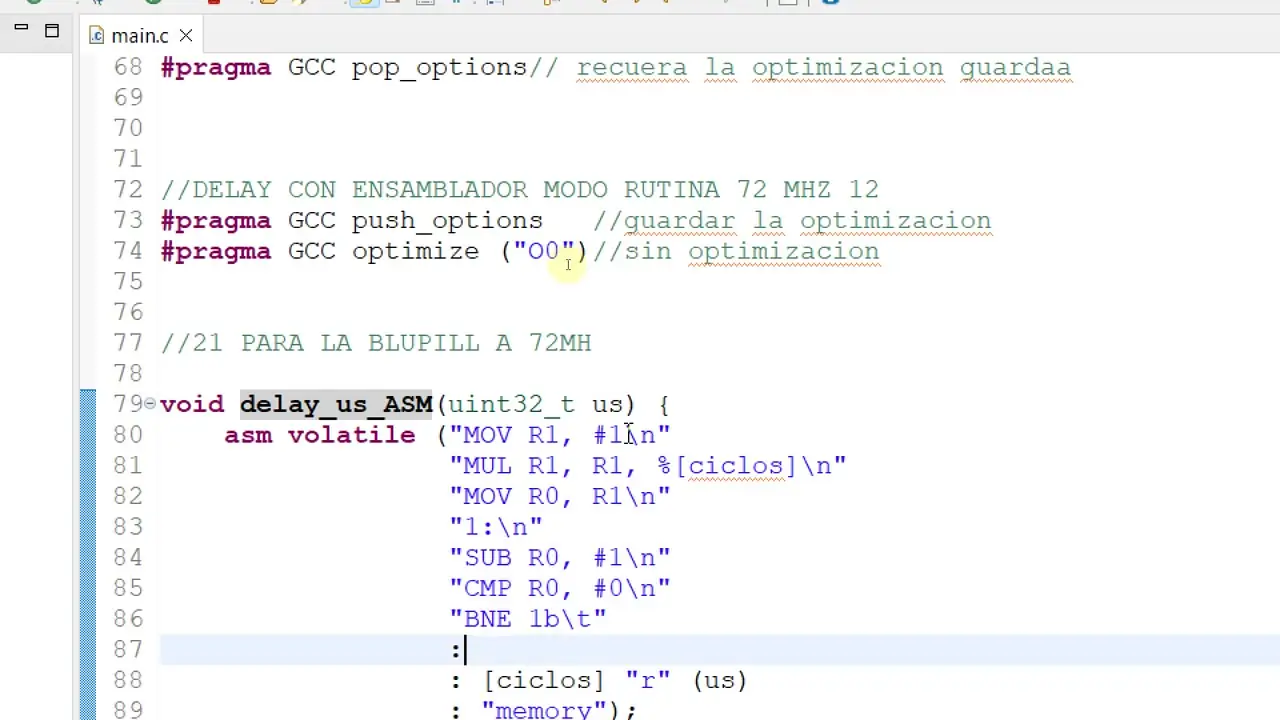 main.c
68 #pragma GCC pop_options// recuera la optimizacion guardaa
69
70
71
72 //DELAY CON ENSAMBLADOR MODO RUTINA 72 MHZ 12
73 #pragma GCC push_options   //guardar la optimizacion
74 #pragma GCC optimize ("O0")//sin optimizacion
75
76
77 //21 PARA LA BLUPILL A 72MH
78
79 void delay_us_ASM(uint32_t us) {
80     asm volatile ("MOV R1, #1\n"
81                   "MUL R1, R1, %[ciclos]\n"
82                   "MOV R0, R1\n"
83                   "1:\n"
84                   "SUB R0, #1\n"
85                   "CMP R0, #0\n"
86                   "BNE 1b\t"
87                   :
88                   : [ciclos] "r" (us)
89                   : "memory");